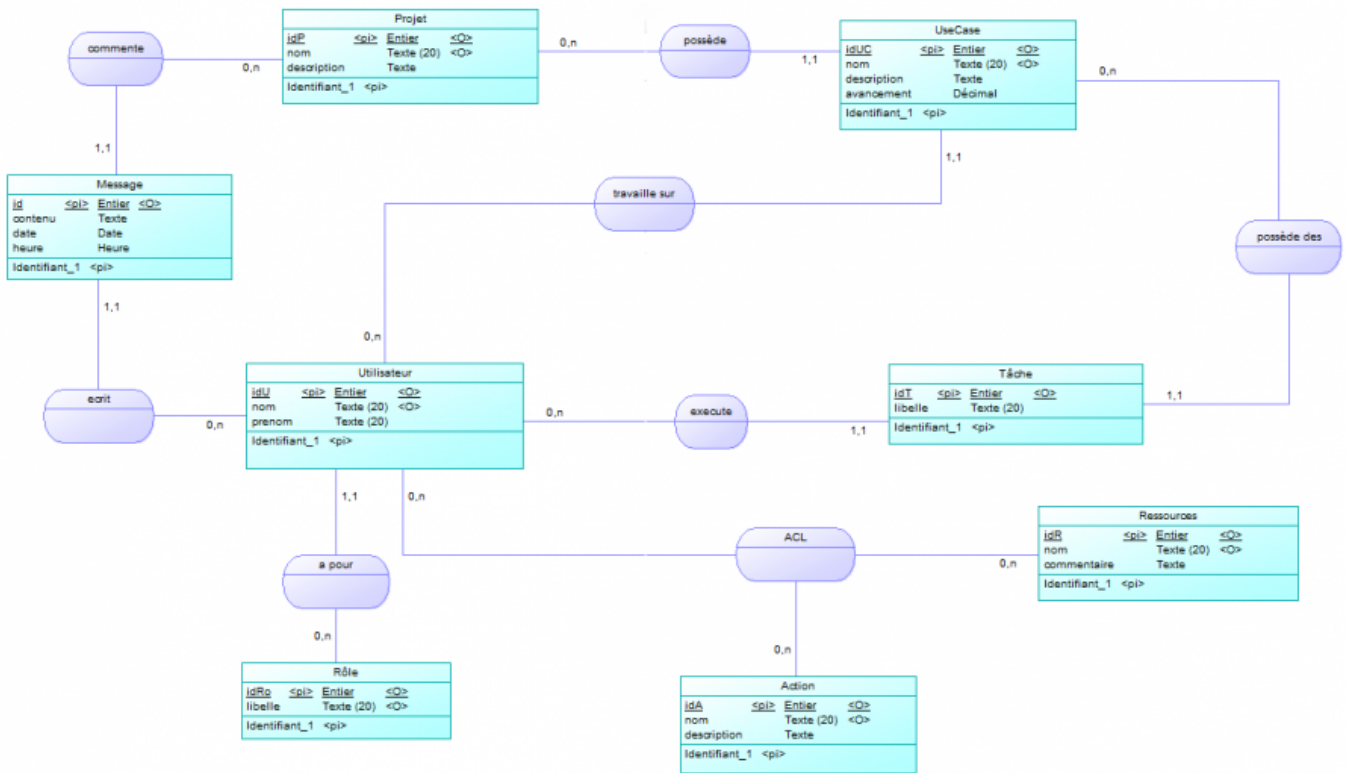 Projet
idP <pi> Entier <O>
nom Texte (20) <O>
description Texte
Identifiant_1 <pi>
commente
0,n
1,1
0,n
possède
1,1
UseCase
idUC <pi> Entier <O>
nom Texte (20) <O>
description Texte
avancement Décimal
Identifiant_1 <pi>
0,n
1,1
Message
id <pi> Entier <O>
contenu Texte
date Date
heure Heure
Identifiant_1 <pi>
1,1
travaille sur
0,n
possède des
1,1
ecrit
0,n
Utilisateur
idU <pi> Entier <O>
nom Texte (20) <O>
prenom Texte (20)
Identifiant_1 <pi>
0,n
execute
1,1
Tâche
idT <pi> Entier <O>
libelle Texte (20)
Identifiant_1 <pi>
1,1
0,n
a pour
0,n
ACL
0,n
Ressources
idR <pi> Entier <O>
nom Texte (20) <O>
commentaire Texte
Identifiant_1 <pi>
0,n
Rôle
idRo <pi> Entier <O>
libelle Texte (20) <O>
Identifiant_1 <pi>
Action
idA <pi> Entier <O>
nom Texte (20) <O>
description Texte
Identifiant_1 <pi>